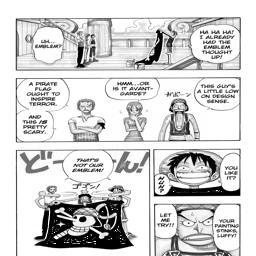 HA HA HA!
I ALREADY
HAD THE
EMBLEM
THOUGHT
UP!
UH...
EMBLEM?
THIS GUY'S
A LITTLE LOW
ON DESIGN
SENSE.
HMM...OR
IS IT AVANT-
GARDE?
A PIRATE
FLAG
OUGHT TO
INSPIRE
TERROR.
AND
THIS IS
PRETTY
SCARY.
YOU
LIKE
IT?
THAT'S
NOT OUR
EMBLEM!
ど
ん!
YOUR
PAINTING
STINKS,
LUFFY!
LET
ME
TRY!!